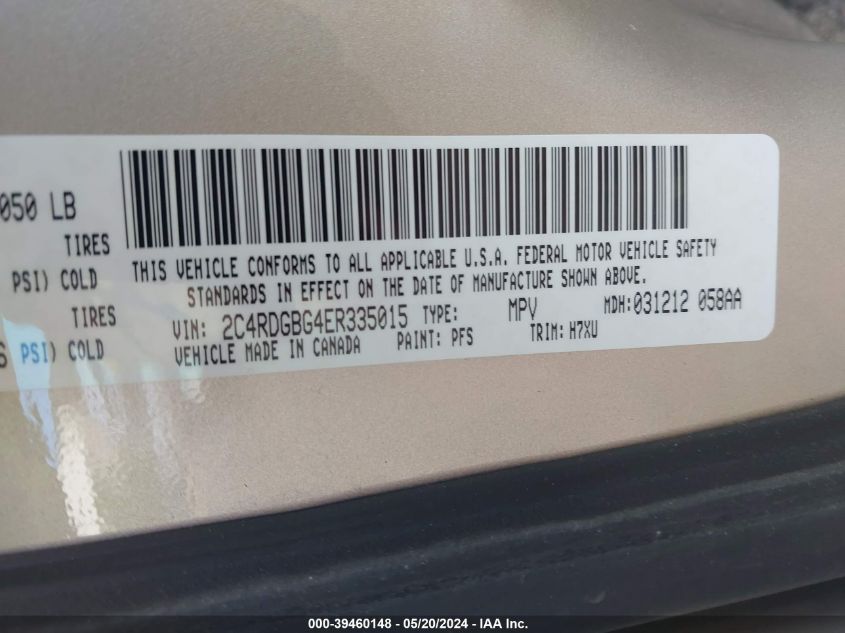 050 LB
TIRES
PSI) COLD
TIRES
S PSI) COLD
THIS VEHICLE CONFORMS TO ALL APPLICABLE U.S.A. FEDERAL MOTOR VEHICLE SAFETY
STANDARDS IN EFFECT ON THE DATE OF MANUFACTURE SHOWN ABOVE.
VIN: 2C4RDGBG4ER335015 TYPE: MPV MDH:031212 058AA
VEHICLE MADE IN CANADA PAINT: PFS TRIM: H7XU
000-39460148 - 05/20/2024 - IAA Inc.